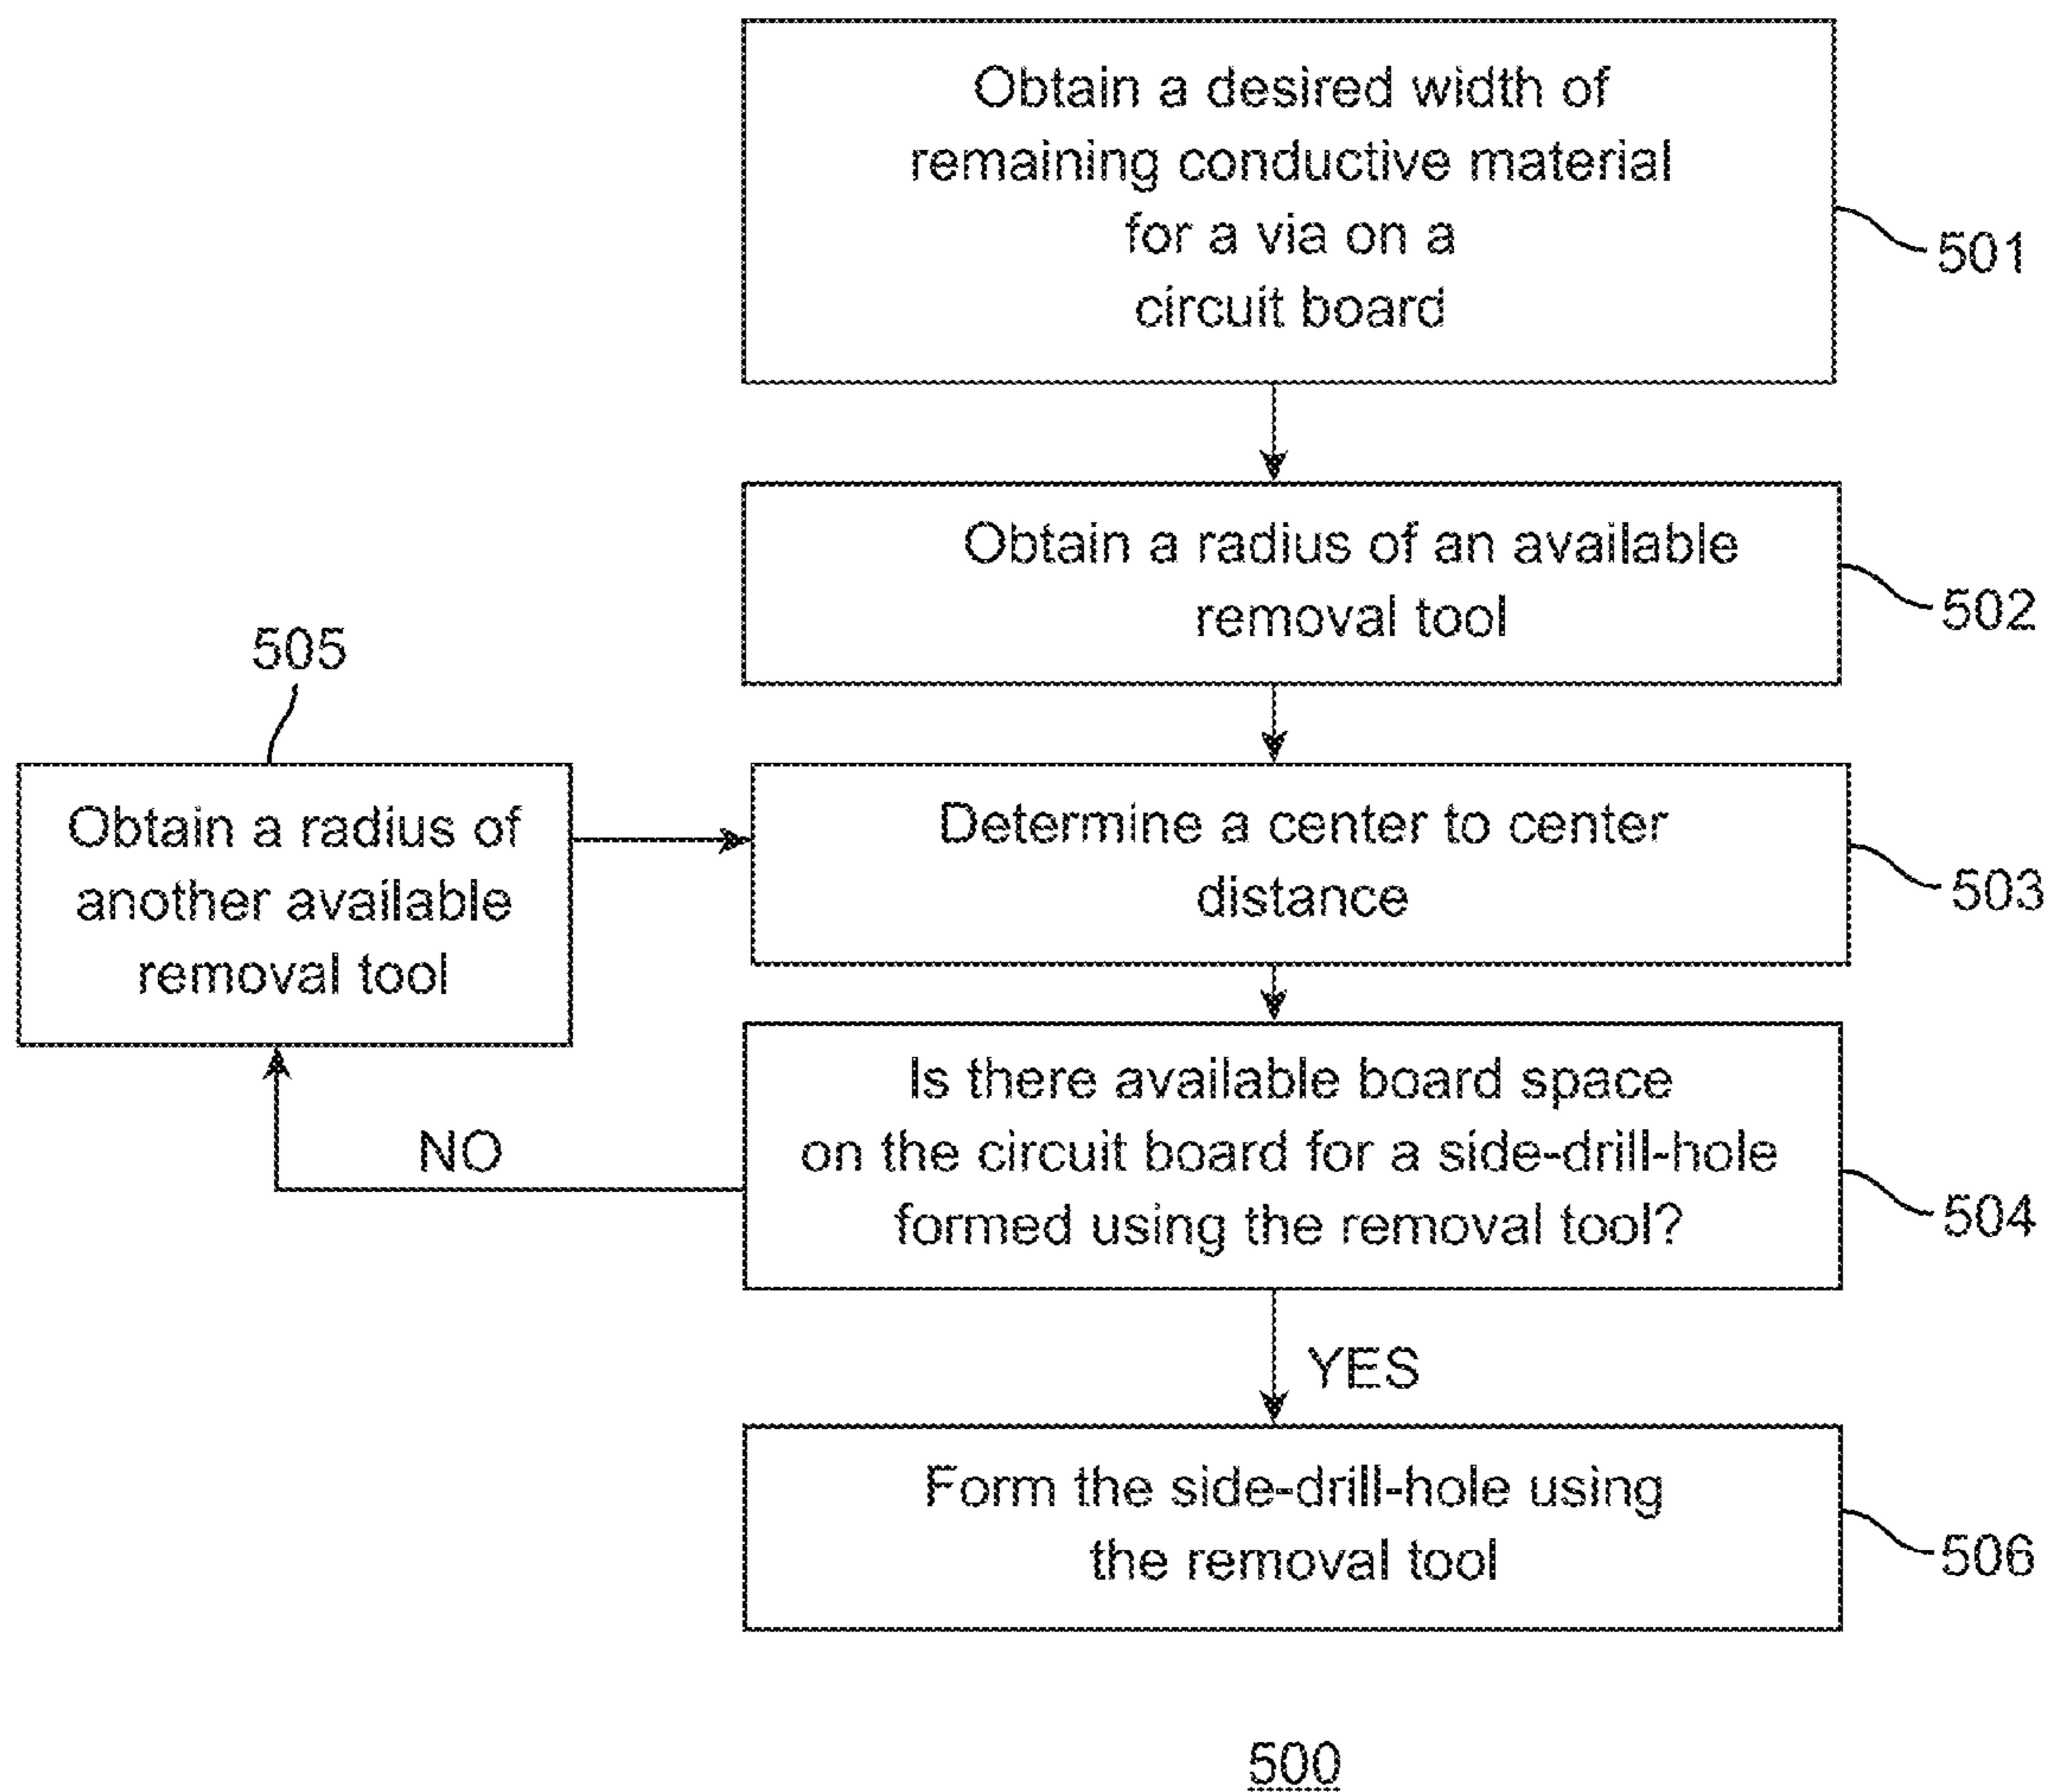 Obtain a desired width of
remaining conductive material
for a via on a
circuit board
501
Obtain a radius of an available
removal tool
502
505
Obtain a radius of
another available
removal tool
Determine a center to center
distance
503
Is there available board space
on the circuit board for a side-drill-hole
formed using the removal tool?
504
NO
YES
Form the side-drill-hole using
the removal tool
506
500